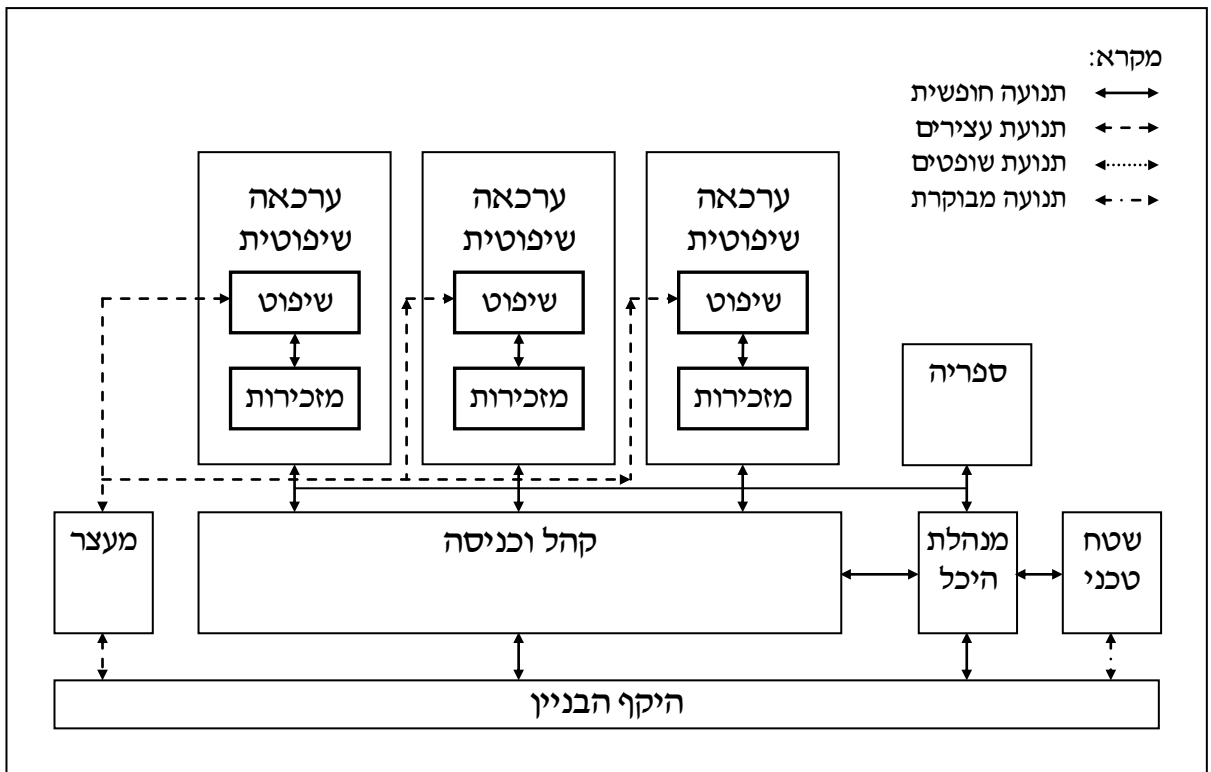 מקרא:
תנועה חופשית
תנועת עצירים
תנועת שופטים
תנועה מבוקרת
ערכאה
שיפוטית
שיפוט
מזכירות
ערכאה
שיפוטית
שיפוט
מזכירות
ערכאה
שיפוטית
שיפוט
מזכירות
ספריה
שטח
טכני
מנהלת
היכל
קהל וכניסה
מעצר
היקף הבניין